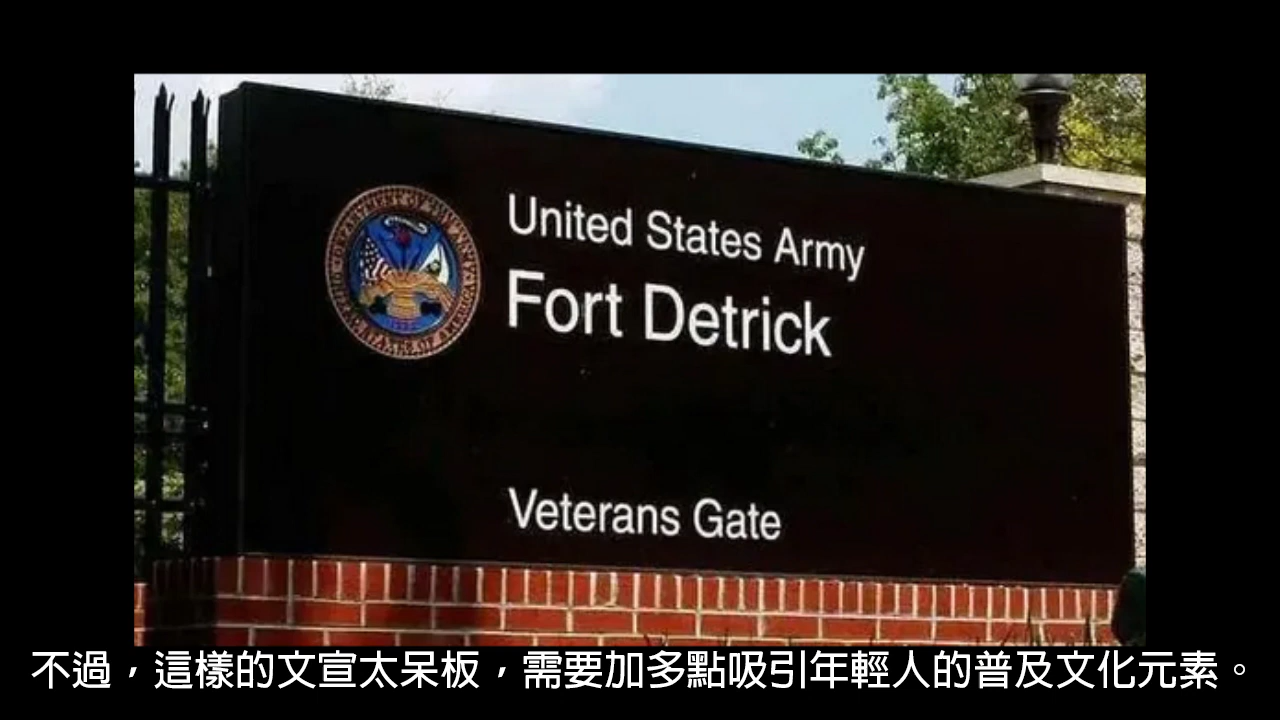 United States Army
Fort Detrick
Veterans Gate
不過，這樣的文宣太呆板，需要加多點吸引年輕人的普及文化元素。